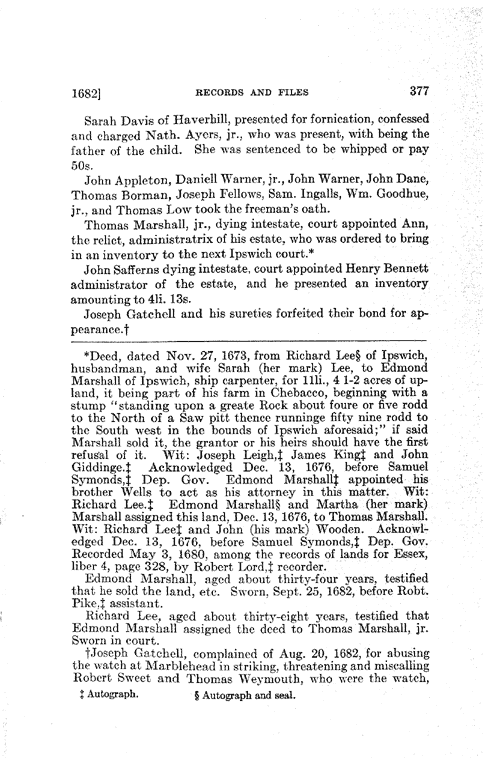 1682] RECORDS AND FILES 377
Sarah Davis of Haverhill, presented for fornication, confessed
and charged Nath. Ayers, jr., who was present, with being the
father of the child. She was sentenced to be whipped or pay
50s.
John Appleton, Daniell Warner, jr., John Warner, John Dane,
Thomas Borman, Joseph Fellows, Sam. Ingalls, Wm. Goodhue,
jr., and Thomas Low took the freeman's oath.
Thomas Marshall, jr., dying intestate, court appointed Ann,
the relict, administratrix of his estate, who was ordered to bring
in an inventory to the next Ipswich court.*
John Safferns dying intestate, court appointed Henry Bennett
administrator of the estate, and he presented an inventory
amounting to 4li. 13s.
Joseph Gatchell and his sureties forfeited their bond for ap-
pearance.†
*Deed, dated Nov. 27, 1673, from Richard Lee§ of Ipswich,
husbandman, and wife Sarah (her mark) Lee, to Edmond
Marshall of Ipswich, ship carpenter, for 11li., 4 1-2 acres of up-
land, it being part of his farm in Chebacco, beginning with a
stump "standing upon a greate Rock about foure or five rodd
to the North of a Saw pitt thence runninge fifty nine rodd to
the South west in the bounds of Ipswich aforesaid;" if said
Marshall sold it, the grantor or his heirs should have the first
refusal of it. Wit: Joseph Leigh,‡ James King‡ and John
Giddinge.‡ Acknowledged Dec. 13, 1676, before Samuel
Symonds,‡ Dep. Gov. Edmond Marshall‡ appointed his
brother Wells to act as his attorney in this matter. Wit:
Richard Lee.‡ Edmond Marshall§ and Martha (her mark)
Marshall assigned this land, Dec. 13, 1676, to Thomas Marshall.
Wit: Richard Lee‡ and John (his mark) Wooden. Acknowl-
edged Dec. 13, 1676, before Samuel Symonds,‡ Dep. Gov.
Recorded May 3, 1680, among the records of lands for Essex,
liber 4, page 328, by Robert Lord,‡ recorder.
Edmond Marshall, aged about thirty-four years, testified
that he sold the land, etc. Sworn, Sept. 25, 1682, before Robt.
Pike,‡ assistant.
Richard Lee, aged about thirty-eight years, testified that
Edmond Marshall assigned the deed to Thomas Marshall, jr.
Sworn in court.
†Joseph Gatchell, complained of Aug. 20, 1682, for abusing
the watch at Marblehead in striking, threatening and miscalling
Robert Sweet and Thomas Weymouth, who were the watch,
‡ Autograph. § Autograph and seal.